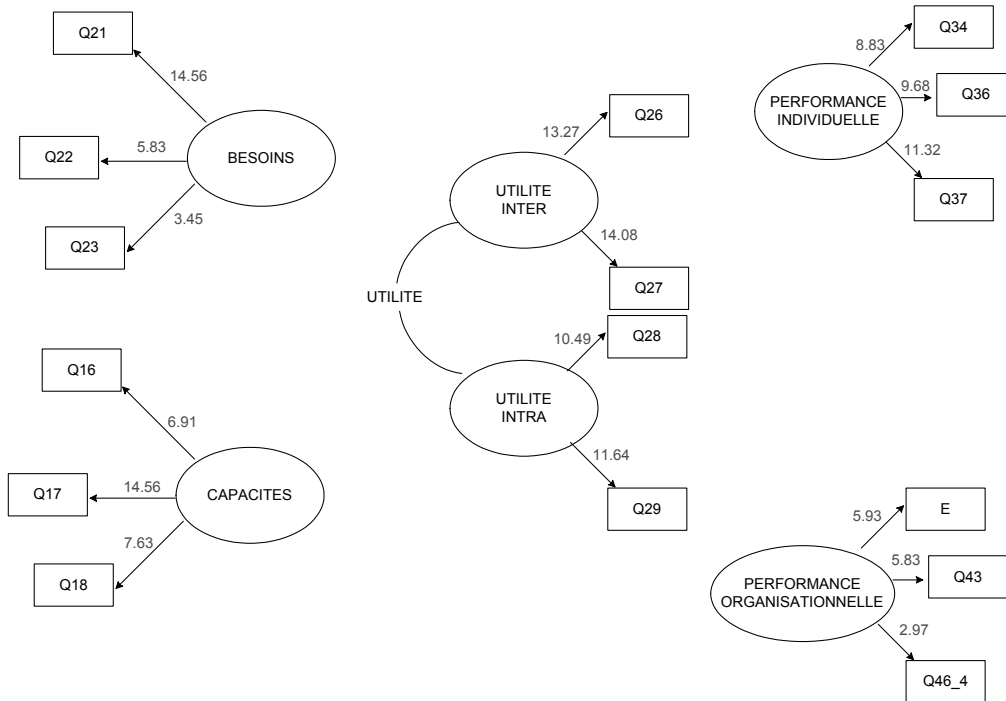 Q21
14.56
Q22
5.83
BESOINS
3.45
Q23
Q16
6.91
Q17
14.56
CAPACITES
7.63
Q18
Q26
13.27
UTILITE
INTER
14.08
Q27
UTILITE
Q28
10.49
UTILITE
INTRA
11.64
Q29
Q34
8.83
PERFORMANCE
INDIVIDUELLE
9.68
Q36
11.32
Q37
E
5.93
5.83
Q43
PERFORMANCE
ORGANISATIONNELLE
2.97
Q46_4